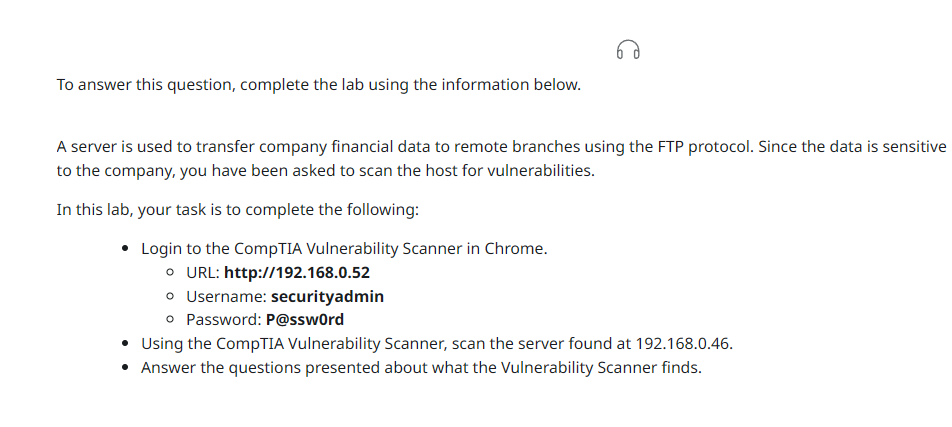 To answer this question, complete the lab using the information below.
A server is used to transfer company financial data to remote branches using the FTP protocol. Since the data is sensitive
to the company, you have been asked to scan the host for vulnerabilities.
In this lab, your task is to complete the following:
• Login to the CompTIA Vulnerability Scanner in Chrome.
○ URL: http://192.168.0.52
○ Username: securityadmin
○ Password: P@ssw0rd
• Using the CompTIA Vulnerability Scanner, scan the server found at 192.168.0.46.
• Answer the questions presented about what the Vulnerability Scanner finds.